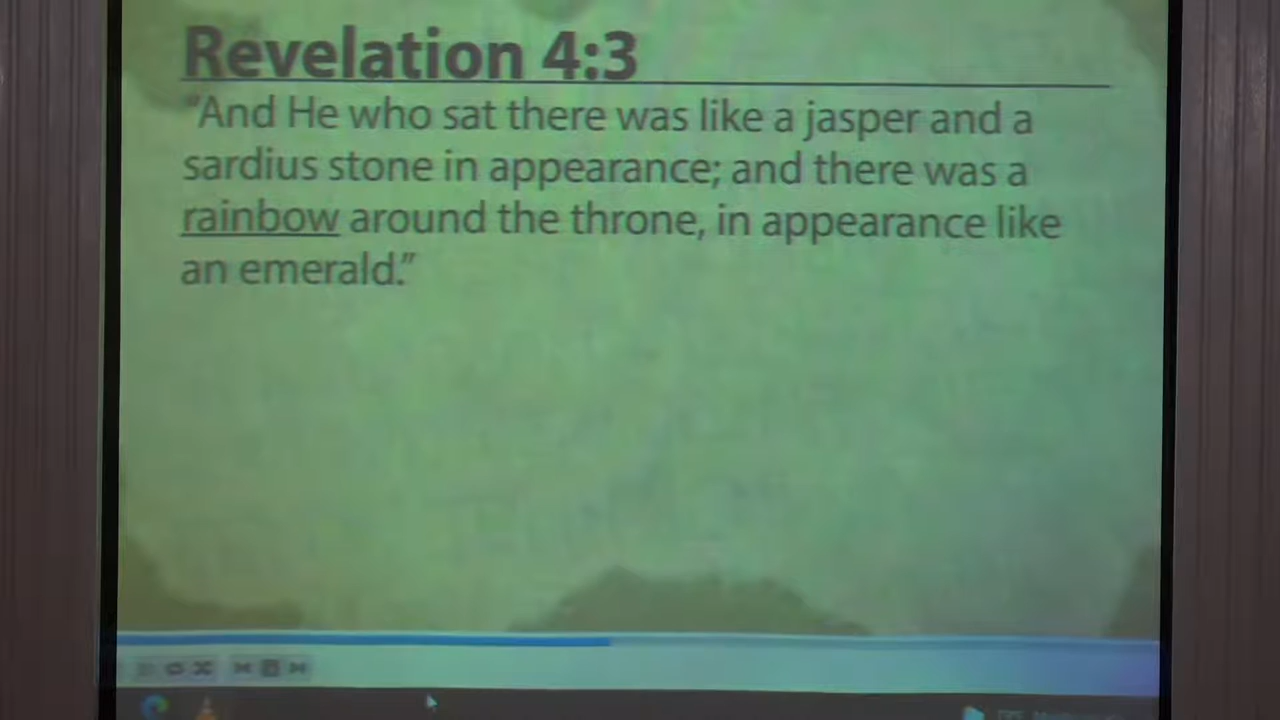 Revelation 4:3
"And He who sat there was like a jasper and a
sardius stone in appearance; and there was a
rainbow around the throne, in appearance like
an emerald."